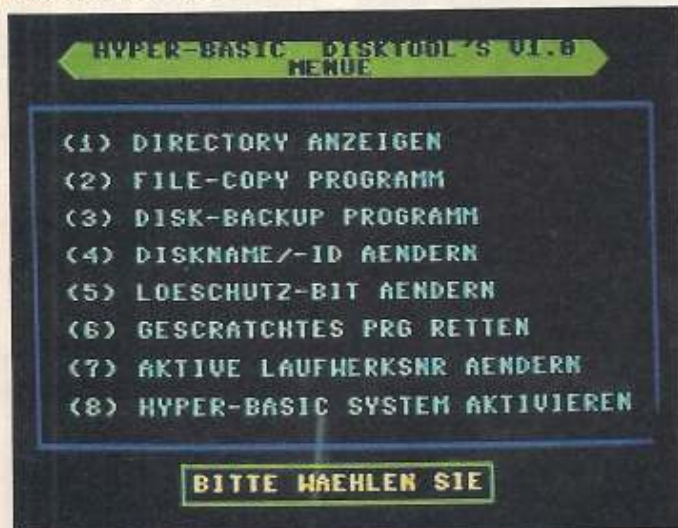 HYPER-BASIC DISKTOOL'S V1.0
MENUE
(1) DIRECTORY ANZEIGEN
(2) FILE-COPY PROGRAMM
(3) DISK-BACKUP PROGRAMM
(4) DISKNAME/-ID AENDERN
(5) LOESCHUTZ-BIT AENDERN
(6) GESCRATCHTES PRG RETTEN
(7) AKTIVE LAUFWERKSNR AENDERN
(8) HYPER-BASIC SYSTEM AKTIVIEREN
BITTE WAEHLEN SIE